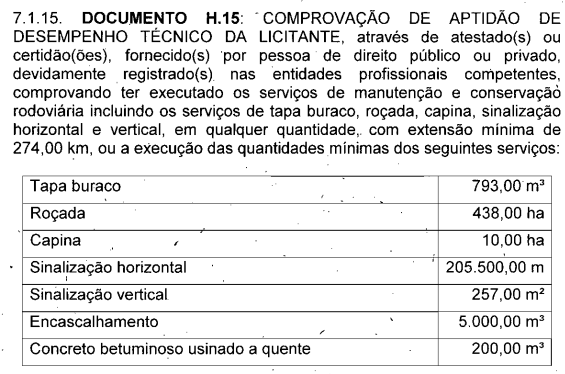 7.1.15. DOCUMENTO H.15: COMPROVAÇÃO DE APTIDÃO DE
DESEMPENHO TÉCNICO DA LICITANTE, através de atestado(s) ou
certidão(ões), fornecido(s) por pessoa de direito público ou privado,
devidamente registrado(s) nas entidades profissionais competentes,
comprovando ter executado os serviços de manutenção e conservação
rodoviária incluindo os serviços de tapa buraco, roçada, capina, sinalização
horizontal e vertical, em qualquer quantidade, com extensão mínima de
274,00 km, ou a execução das quantidades mínimas dos seguintes serviços:
Tapa buraco 793,00 m³
Roçada 438,00 ha
Capina 10,00 ha
Sinalização horizontal 205.500,00 m
Sinalização vertical 257,00 m²
Encascalhamento 5.000,00 m³
Concreto betuminoso usinado a quente 200,00 m³